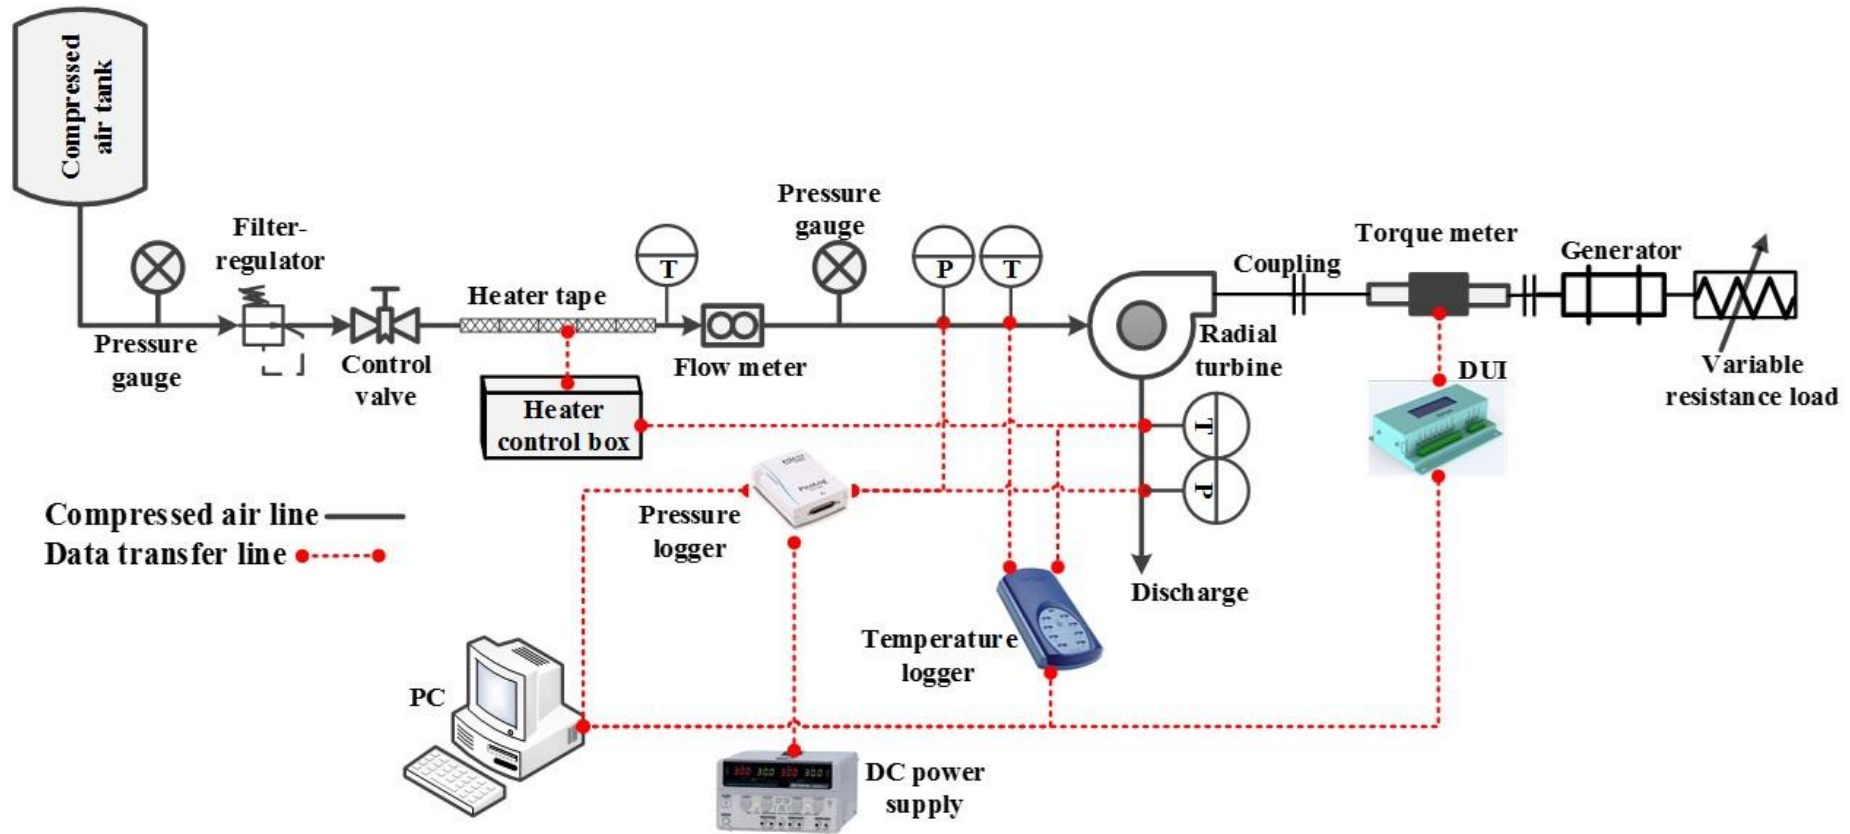 Compressed
air tank
Pressure
gauge
Filter-
regulator
Control
valve
Heater tape
T
Flow meter
Pressure
gauge
P
T
Radial
turbine
Coupling
Torque meter
Generator
Variable
resistance load
DUI
Heater
control box
T
P
Discharge
Pressure
logger
Temperature
logger
Compressed air line
Data transfer line
PC
DC power
supply